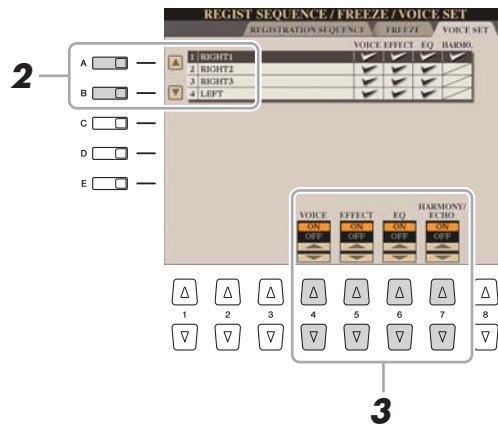 REGIST SEQUENCE / FREEZE / VOICE SET
REGISTRATION SEQUENCE FREEZE VOICE SET
VOICE EFFECT EQ HARMO.
1 RIGHT1
2 RIGHT2
3 RIGHT3
4 LEFT
2
A
B
C
D
E
VOICE EFFECT EQ HARMONY/
ECHO
ON ON ON ON
OFF OFF OFF OFF
1 2 3 4 5 6 7 8
3